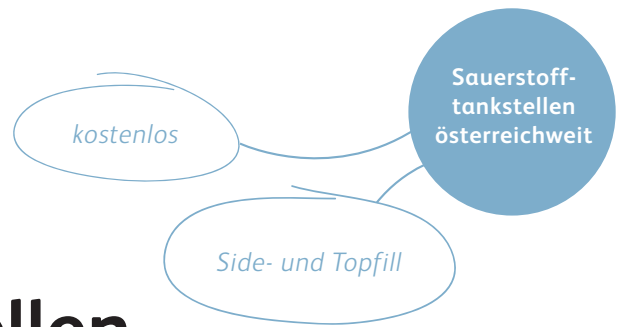 Sauerstoff-
tankstellen
österreichweit
kostenlos
Side- und Topfill